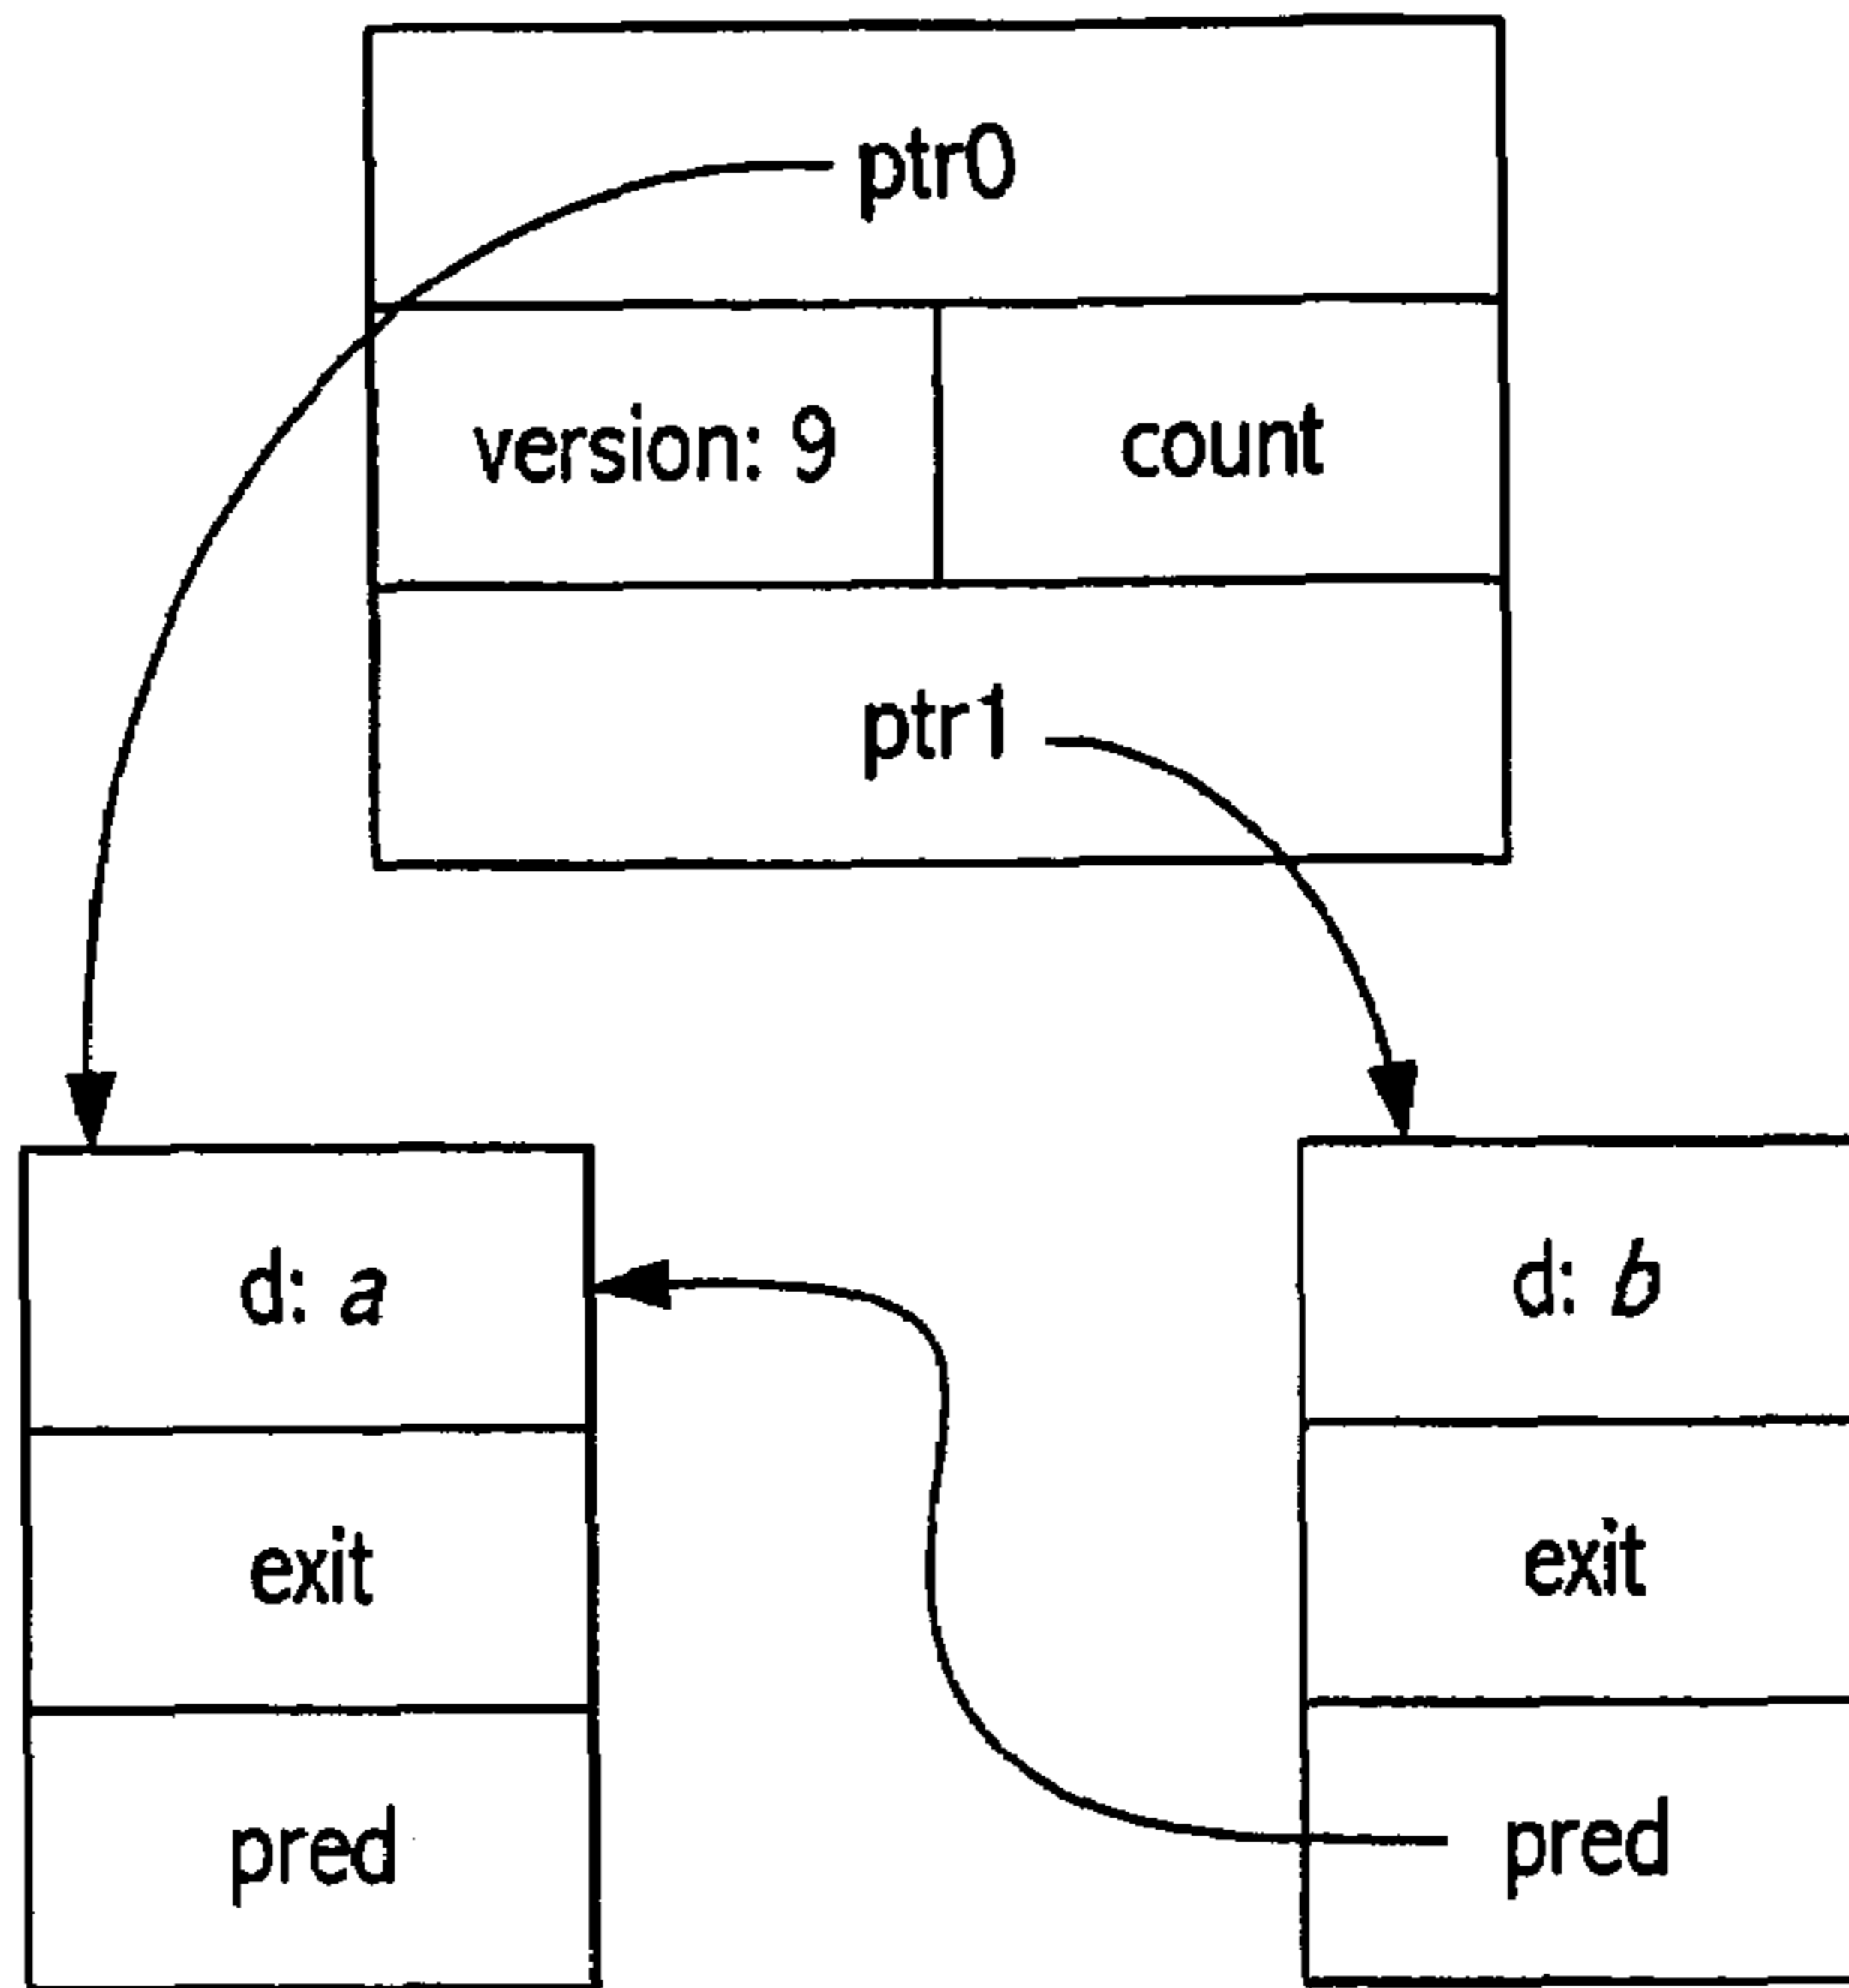 ptr0
version: 9 count
ptr1
d: a d: b
exit exit
pred pred